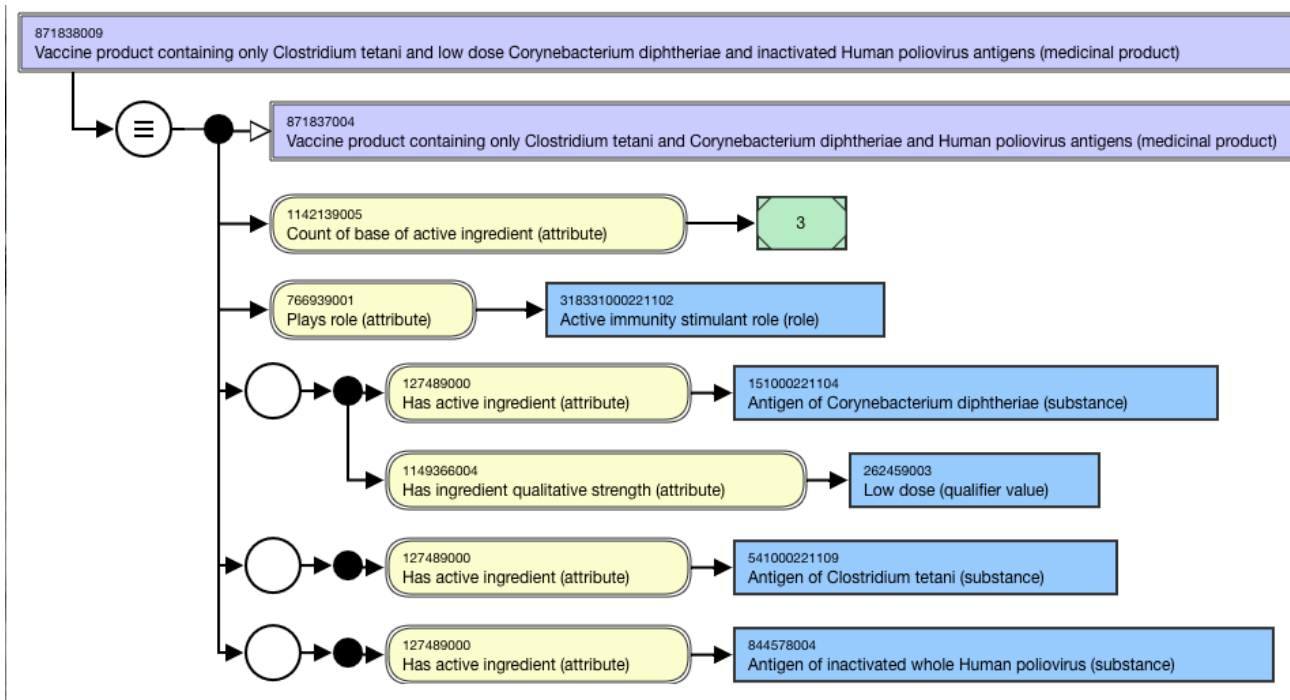 871838009
Vaccine product containing only Clostridium tetani and low dose Corynebacterium diphtheriae and inactivated Human poliovirus antigens (medicinal product)
871837004
Vaccine product containing only Clostridium tetani and Corynebacterium diphtheriae and Human poliovirus antigens (medicinal product)
1142139005
Count of base of active ingredient (attribute)
3
766939001
Plays role (attribute)
318331000221102
Active immunity stimulant role (role)
127489000
Has active ingredient (attribute)
151000221104
Antigen of Corynebacterium diphtheriae (substance)
1149366004
Has ingredient qualitative strength (attribute)
262459003
Low dose (qualifier value)
127489000
Has active ingredient (attribute)
541000221109
Antigen of Clostridium tetani (substance)
127489000
Has active ingredient (attribute)
844578004
Antigen of inactivated whole Human poliovirus (substance)